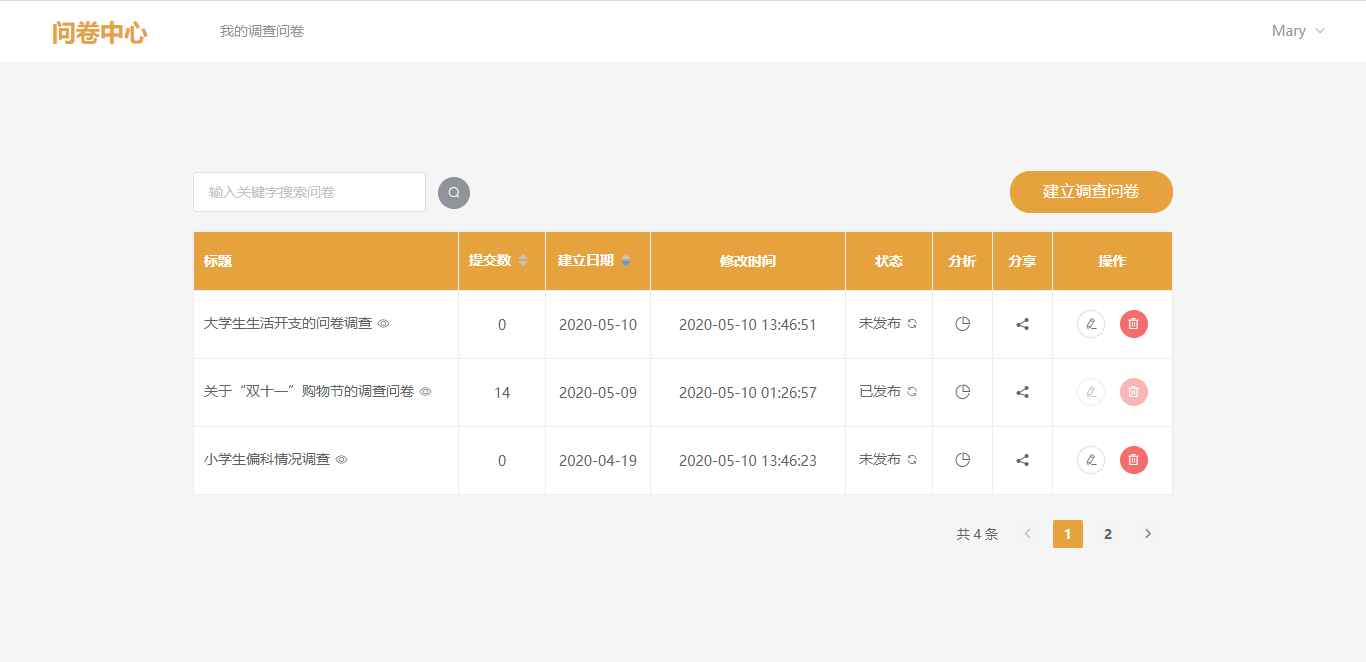 问卷中心 我的调查问卷 Mary
输入关键字搜索问卷 建立调查问卷
标题 提交数 建立日期 修改时间 状态 分析 分享 操作
大学生生活开支的问卷调查 0 2020-05-10 2020-05-10 13:46:51 未发布
关于“双十一”购物节的调查问卷 14 2020-05-09 2020-05-10 01:26:57 已发布
小学生偏科情况调查 0 2020-04-19 2020-05-10 13:46:23 未发布
共 4 条 1 2